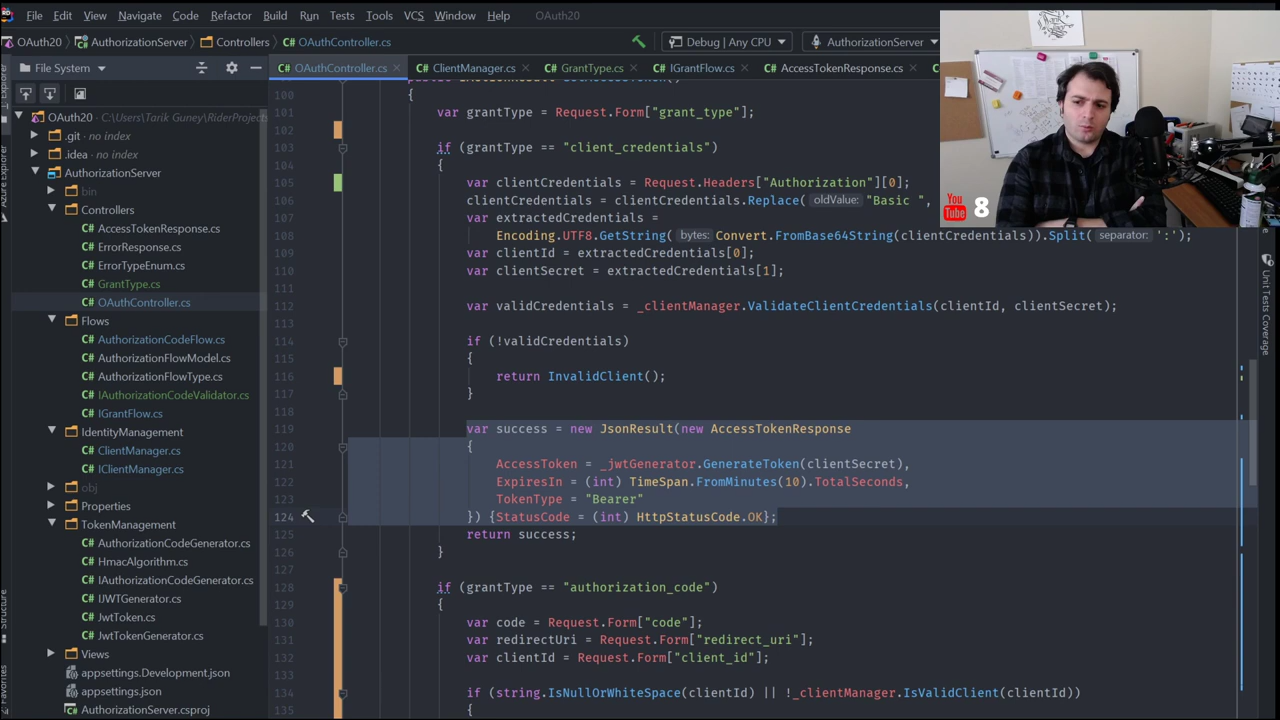 File Edit View Navigate Code Refactor Build Run Tests Tools VCS Window Help OAuth20
OAuth20 AuthorizationServer Controllers OAuthController.cs Debug | Any CPU AuthorizationServer
File System
OAuthController.cs ClientManager.cs GrantType.cs IGrantFlow.cs AccessTokenResponse.cs
OAuth20 C:\Users\Tarik Guney\RiderProjects
.git - no index
.idea - no index
AuthorizationServer
bin
Controllers
AccessTokenResponse.cs
ErrorResponse.cs
ErrorTypeEnum.cs
GrantType.cs
OAuthController.cs
Flows
AuthorizationCodeFlow.cs
AuthorizationFlowModel.cs
AuthorizationFlowType.cs
IAuthorizationCodeValidator.cs
IGrantFlow.cs
IdentityManagement
ClientManager.cs
IClientManager.cs
obj
Properties
TokenManagement
AuthorizationCodeGenerator.cs
HmacAlgorithm.cs
IAuthorizationCodeGenerator.cs
IJWTGenerator.cs
JwtToken.cs
JwtTokenGenerator.cs
Views
appsettings.Development.json
appsettings.json
AuthorizationServer.csproj
Azure Explorer
Structure
Favorites
100 {
101 var grantType = Request.Form["grant_type"];
102
103 if (grantType == "client_credentials")
104 {
105 var clientCredentials = Request.Headers["Authorization"][0];
106 clientCredentials = clientCredentials.Replace( oldValue: "Basic ",
107 var extractedCredentials =
108 Encoding.UTF8.GetString( bytes: Convert.FromBase64String(clientCredentials)).Split( separator: ':');
109 var clientId = extractedCredentials[0];
110 var clientSecret = extractedCredentials[1];
111
112 var validCredentials = _clientManager.ValidateClientCredentials(clientId, clientSecret);
113
114 if (!validCredentials)
115 {
116 return InvalidClient();
117 }
118
119 var success = new JsonResult(new AccessTokenResponse
120 {
121 AccessToken = _jwtGenerator.GenerateToken(clientSecret),
122 ExpiresIn = (int) TimeSpan.FromMinutes(10).TotalSeconds,
123 TokenType = "Bearer"
124 }) {StatusCode = (int) HttpStatusCode.OK};
125 return success;
126 }
127
128 if (grantType == "authorization_code")
129 {
130 var code = Request.Form["code"];
131 var redirectUri = Request.Form["redirect_uri"];
132 var clientId = Request.Form["client_id"];
133
134 if (string.IsNullOrWhiteSpace(clientId) || !_clientManager.IsValidClient(clientId))
135 {
You
Tube 8
Unit Tests Coverage